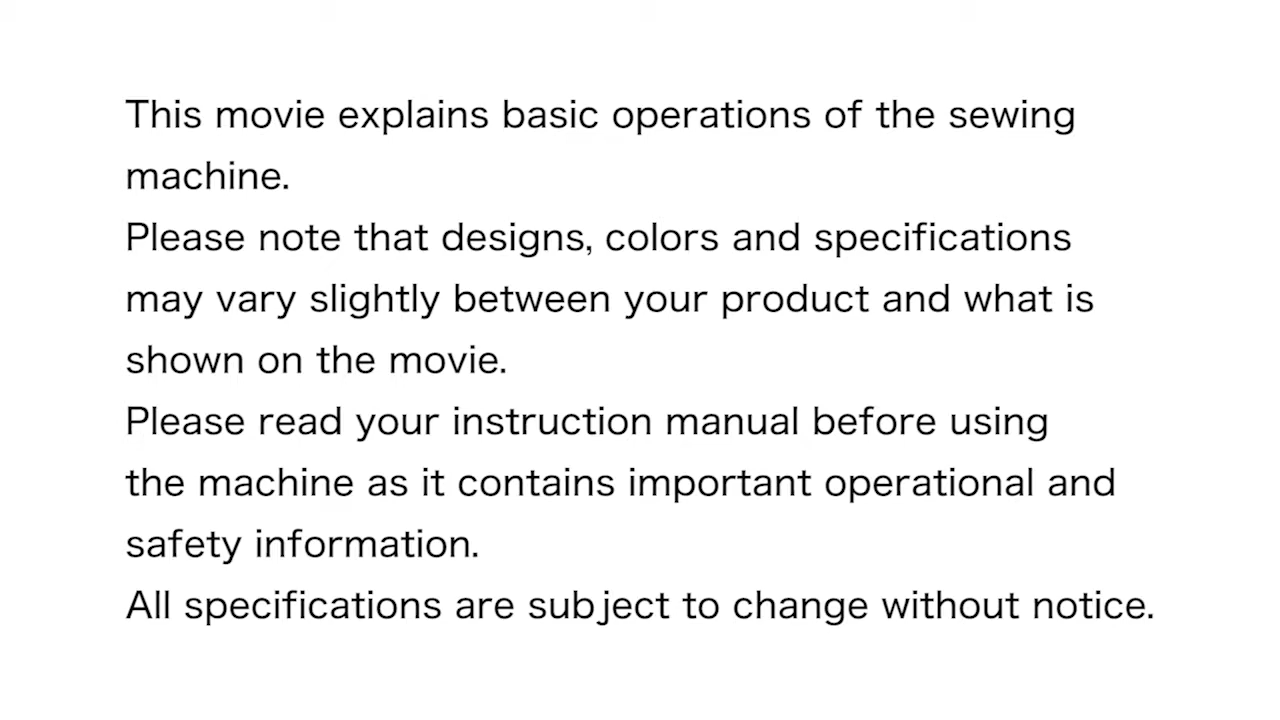 This movie explains basic operations of the sewing
machine.
Please note that designs, colors and specifications
may vary slightly between your product and what is
shown on the movie.
Please read your instruction manual before using
the machine as it contains important operational and
safety information.
All specifications are subject to change without notice.